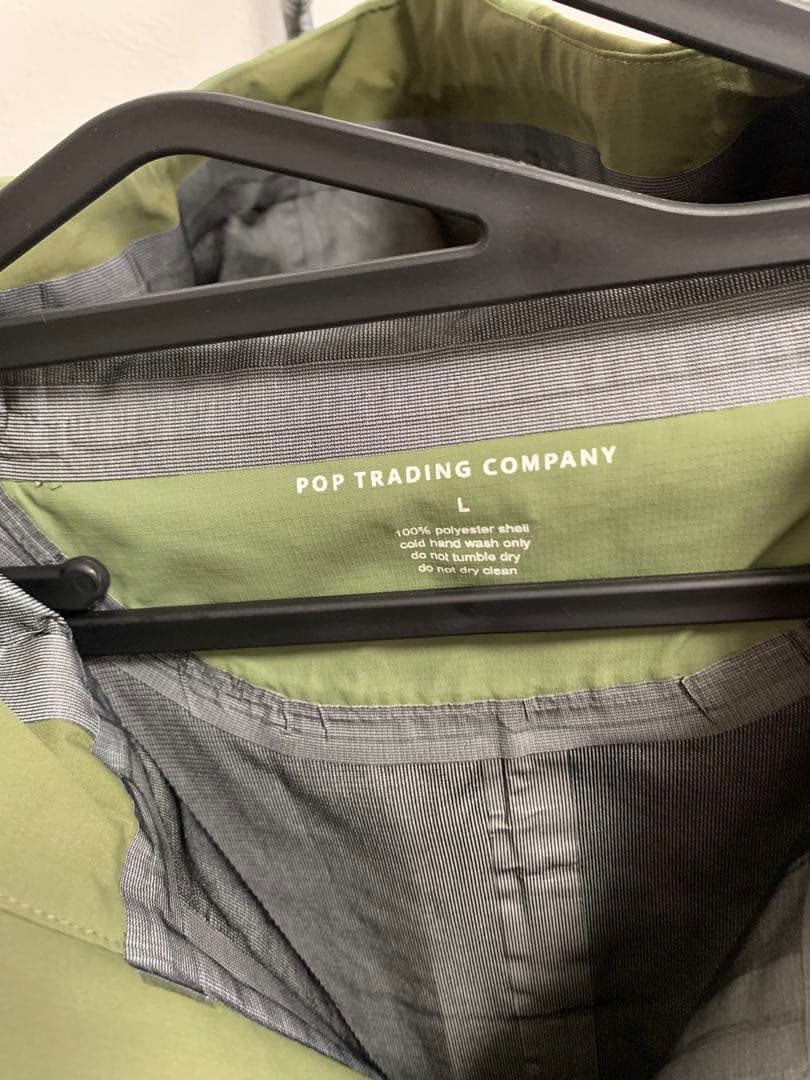 POP TRADING COMPANY
L
100% polyester shell
cold hand wash only
do not tumble dry
do not dry clean